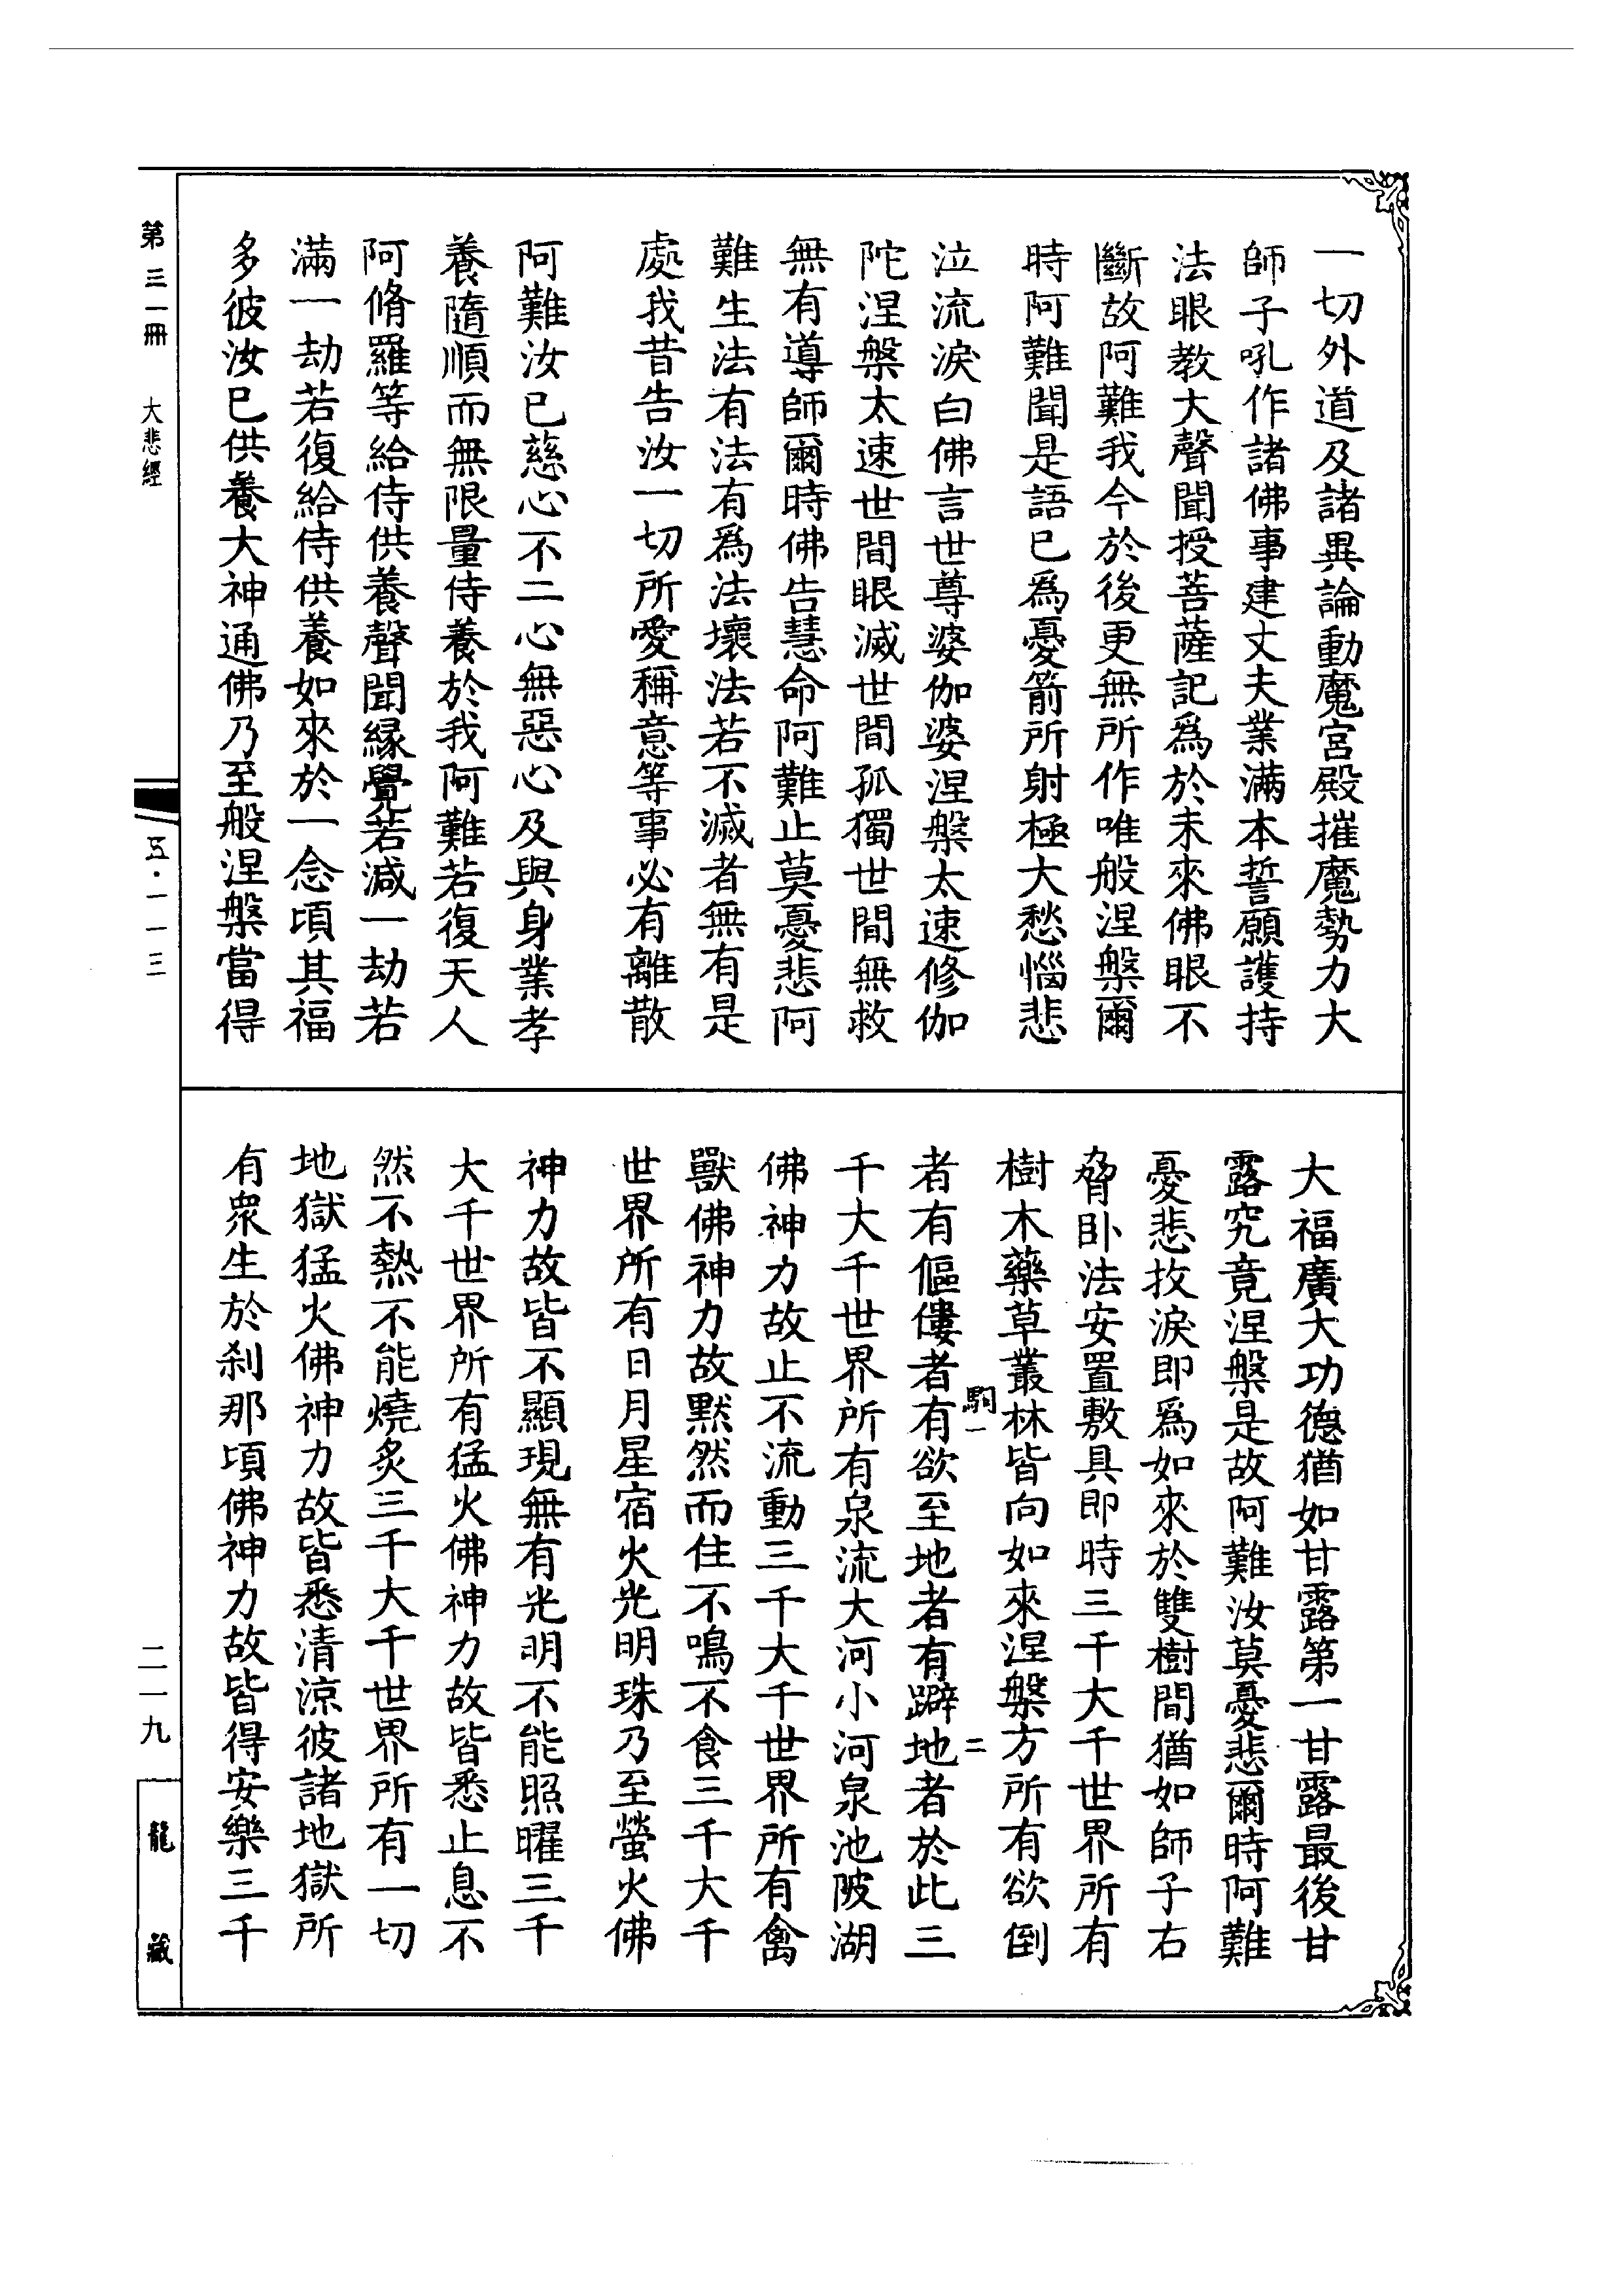 一切外道及諸異論動魔宮殿摧魔勢力大
師子吼作諸佛事建丈夫業滿本誓願護持
法眼教大聲聞授菩薩記爲於未來佛眼不
斷故阿難我今於後更無所作唯般涅槃爾
時阿難聞是語已爲憂箭所射極大愁惱悲
泣流淚白佛言世尊婆伽婆涅槃太速修伽
陀涅槃太速世間眼滅世間孤獨世間無救
無有導師爾時佛告慧命阿難止莫憂悲阿
難生法有法有爲法壞法若不滅者無有是
處我昔告汝一切所愛稱意等事必有離散
阿難汝已慈心不二心無惡心及與身業孝
養隨順而無限量侍養於我阿難若復天人
阿脩羅等給侍供養聲聞緣覺若減一劫若
滿一劫若復給侍供養如來於一念頃其福
多彼汝已供養大神通佛乃至般涅槃當得
大福廣大功德猶如甘露第一甘露最後甘
露究竟涅槃是故阿難汝莫憂悲爾時阿難
憂悲抆淚即爲如來於雙樹間猶如師子右
脅臥法安置敷具即時三千大千世界所有
樹木藥草叢林皆向如來涅槃方所有欲倒
駒一 二
者有傴僂者有欲至地者有躃地者於此三
千大千世界所有泉流大河小河泉池陂湖
佛神力故止不流動三千大千世界所有禽
獸佛神力故默然而住不鳴不食三千大千
世界所有日月星宿火光明珠乃至螢火佛
神力故皆不顯現無有光明不能照曜三千
大千世界所有猛火佛神力故皆悉止息不
然不熱不能燒炙三千大千世界所有一切
地獄猛火佛神力故皆悉清涼彼諸地獄所
有眾生於剎那頃佛神力故皆得安樂三千
第三一冊 大悲經
五·一一三
二一九
龍藏